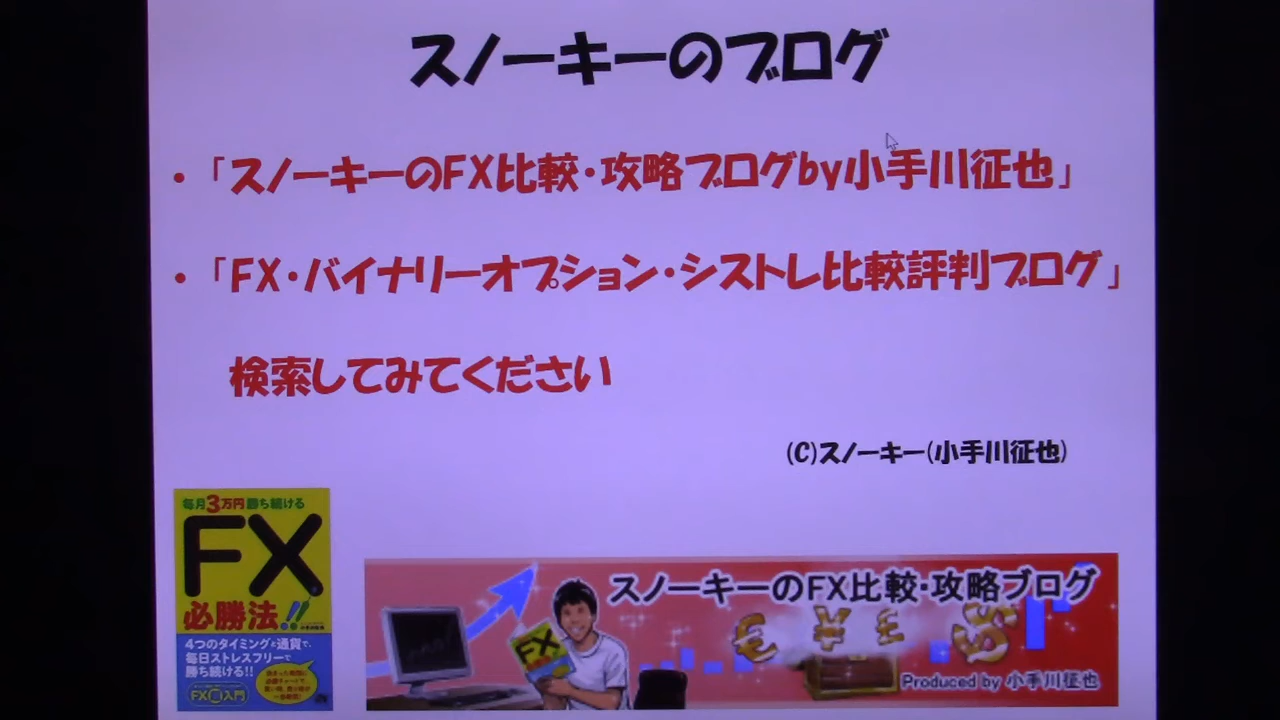 スノーキーのブログ
・「スノーキーのFX比較・攻略ブログby小手川征也」
・「FX・バイナリーオプション・シストレ比較評判ブログ」
検索してみてください
(C)スノーキー(小手川征也)
毎月3万円勝ち続ける
FX
必勝法!!
4つのタイミングと通貨で、
毎日ストレスフリーで
勝ち続ける!!
スノーキーのFX比較・攻略ブログ
FX
Produced by 小手川征也